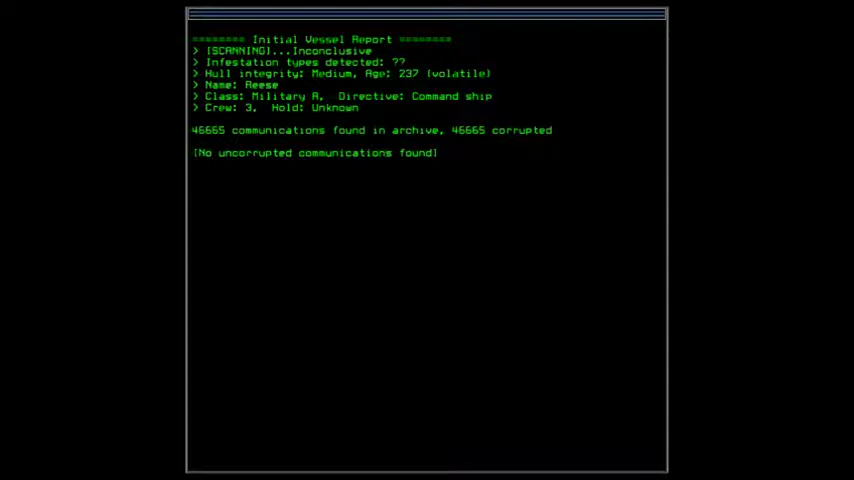 ======== Initial Vessel Report ========
> [SCANNING]...Inconclusive
> Infestation types detected: ??
> Hull integrity: Medium, Age: 237 (volatile)
> Name: Reese
> Class: Military A,  Directive: Command ship
> Crew: 3,  Hold: Unknown
46665 communications found in archive, 46665 corrupted
[No uncorrupted communications found]